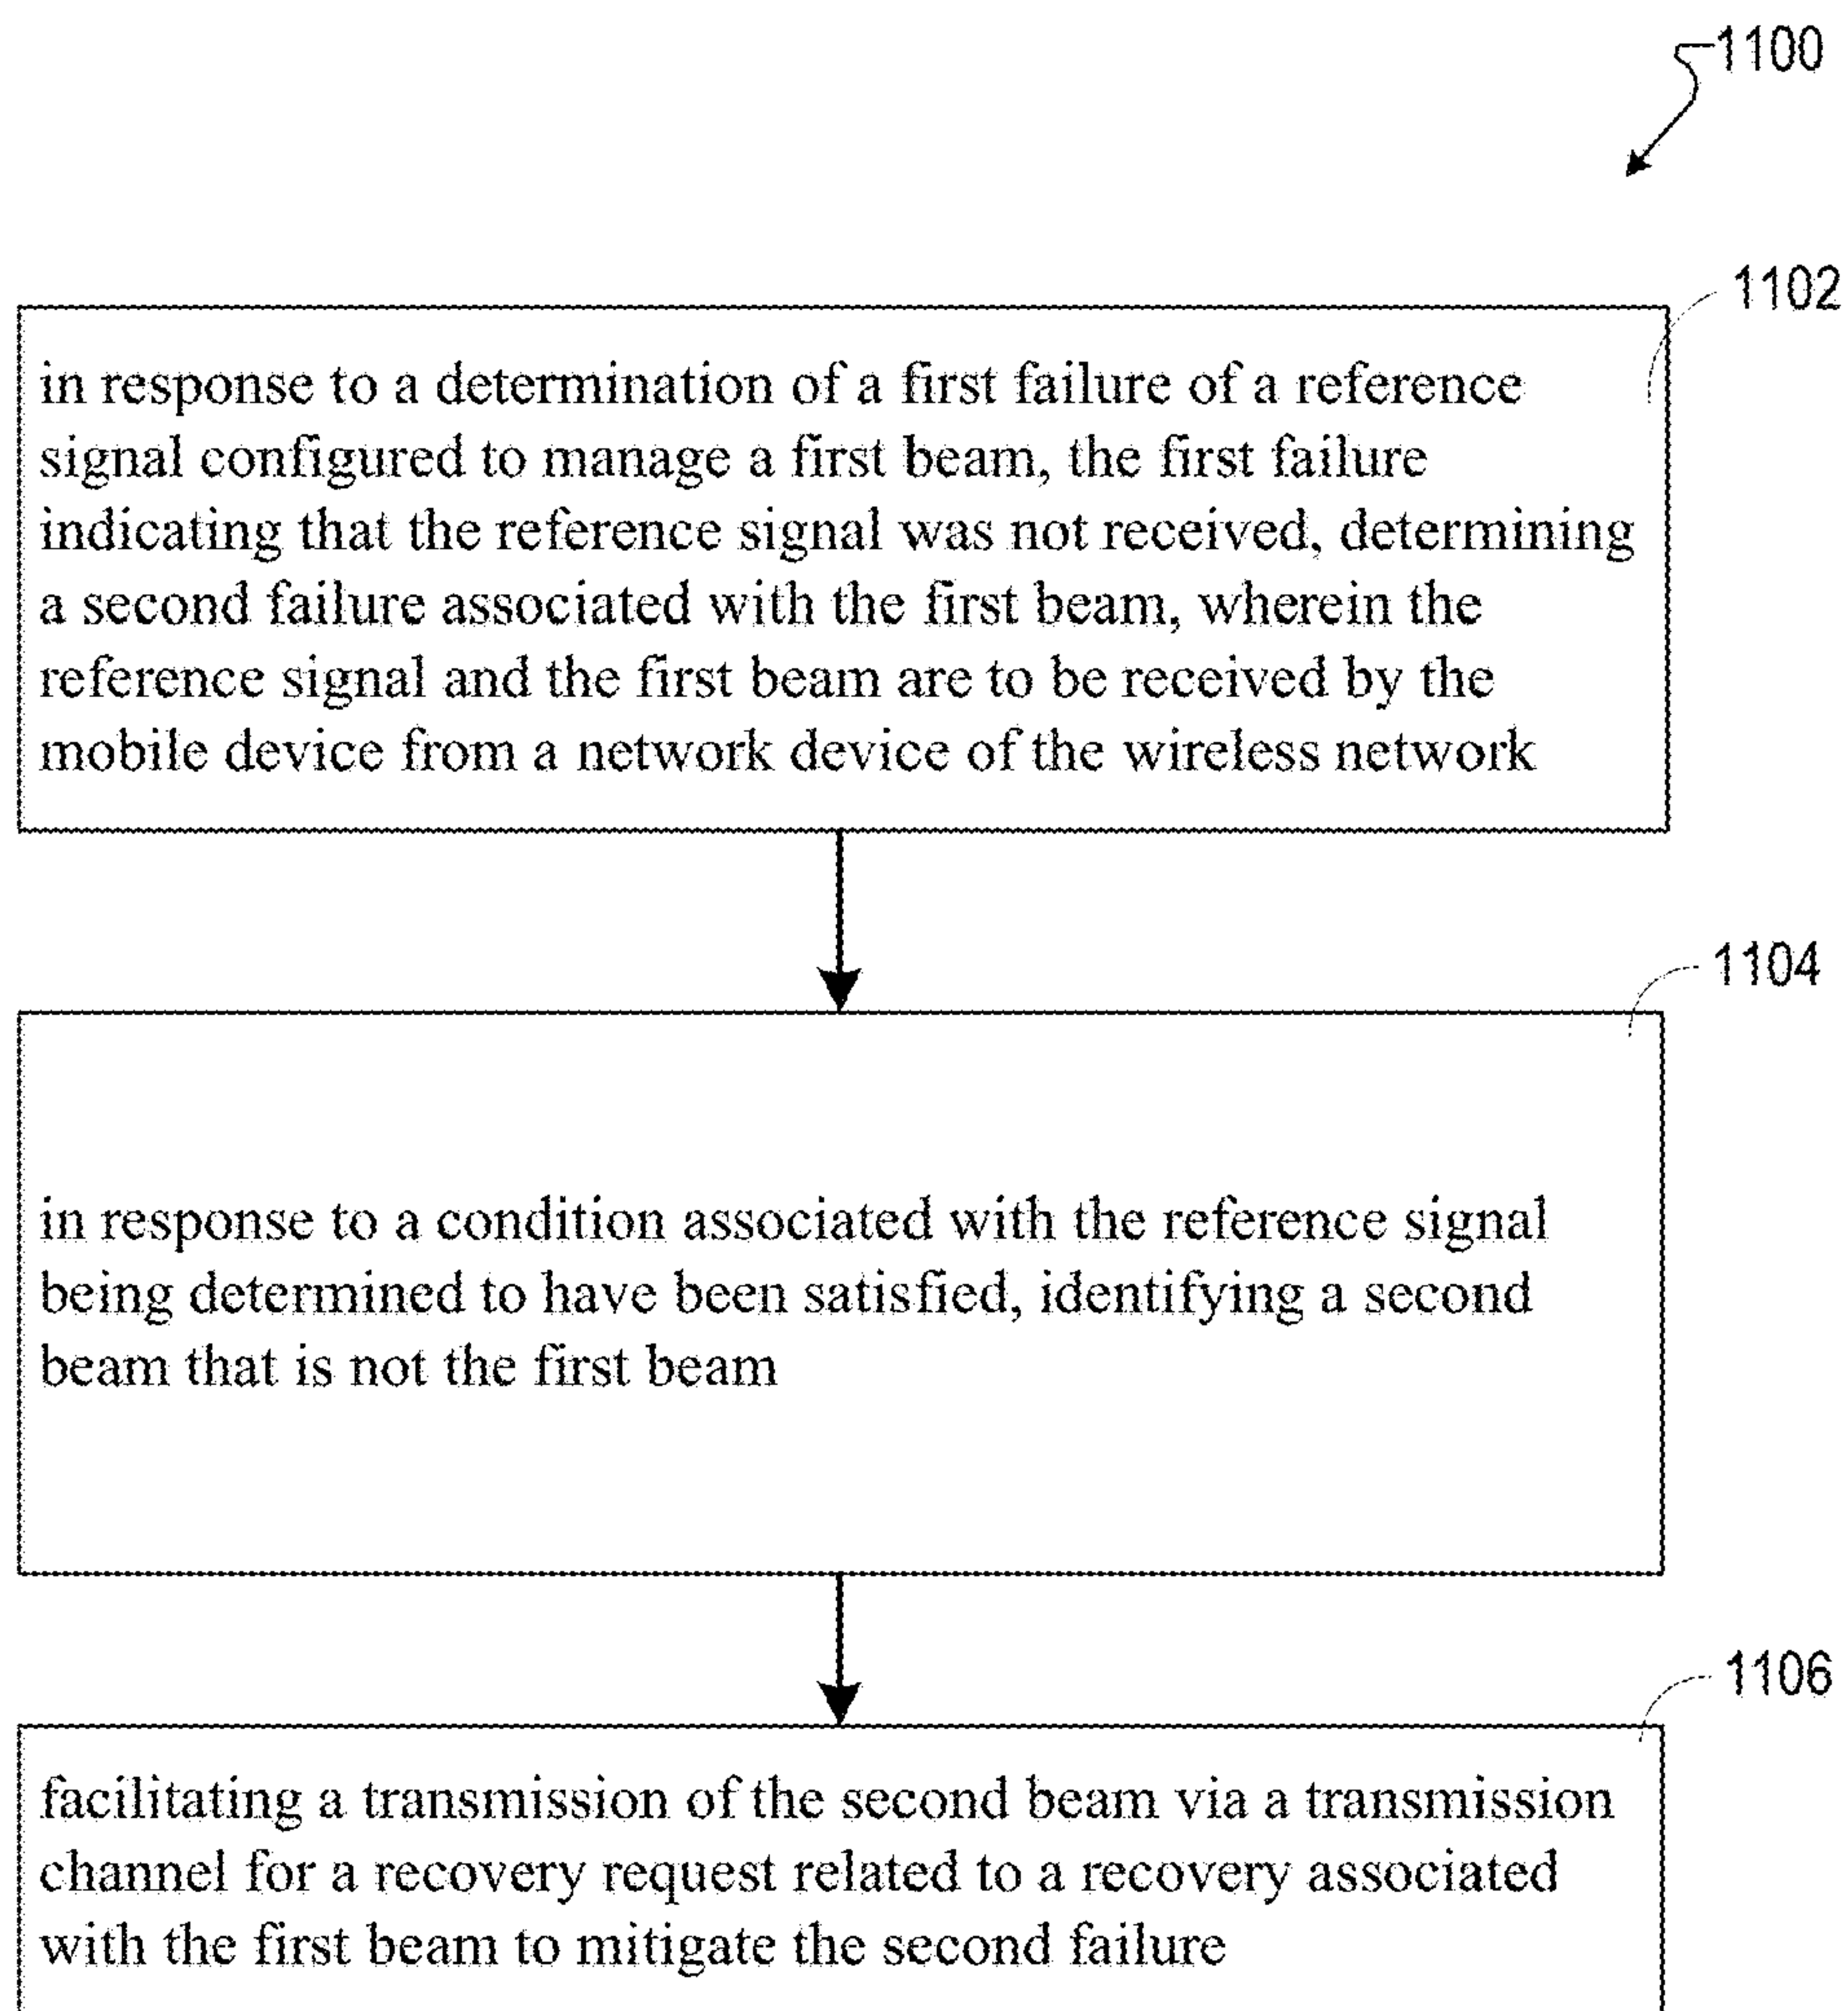 1100
1102
in response to a determination of a first failure of a reference
signal configured to manage a first beam, the first failure
indicating that the reference signal was not received, determining
a second failure associated with the first beam, wherein the
reference signal and the first beam are to be received by the
mobile device from a network device of the wireless network
1104
in response to a condition associated with the reference signal
being determined to have been satisfied, identifying a second
beam that is not the first beam
1106
facilitating a transmission of the second beam via a transmission
channel for a recovery request related to a recovery associated
with the first beam to mitigate the second failure